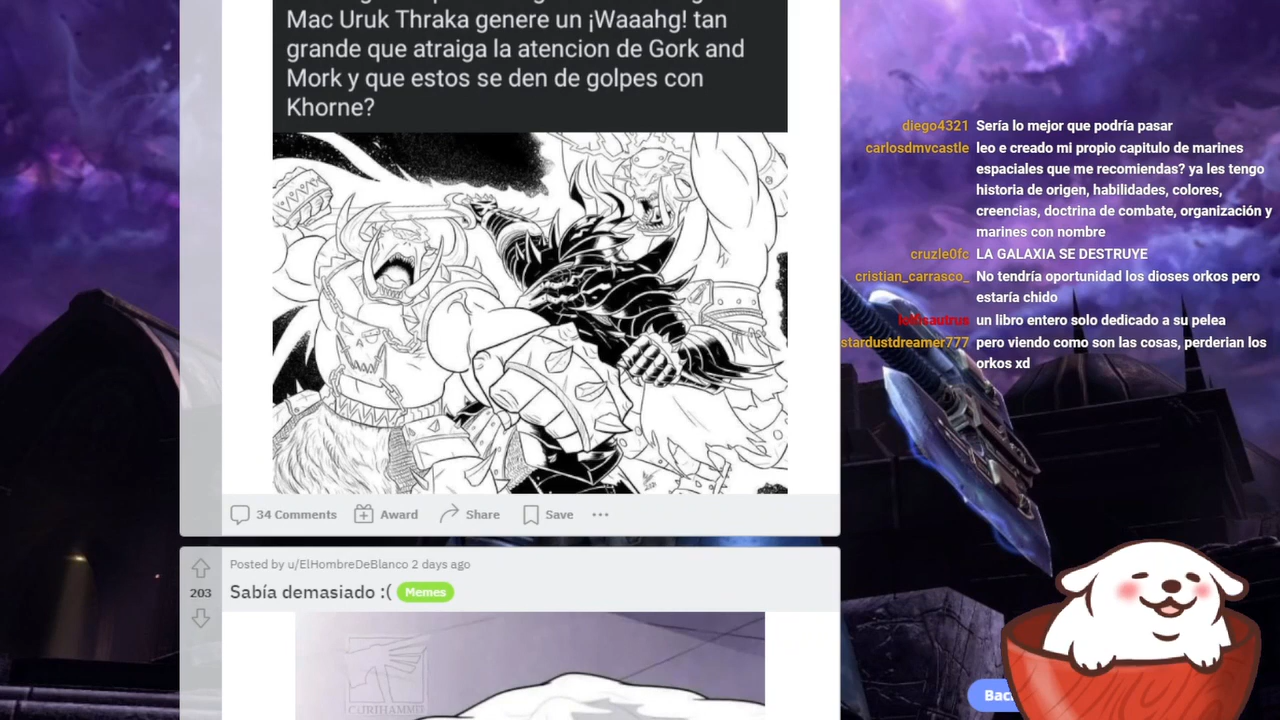 Mac Uruk Thraka genere un ¡Waaahg! tan
grande que atraiga la atencion de Gork and
Mork y que estos se den de golpes con
Khorne?
34 Comments Award Share Save
Posted by u/ElHombreDeBlanco 2 days ago
203
Sabía demasiado :( Memes
CURTHAMMER
diego4321 Sería lo mejor que podría pasar
carlosdmvcastle leo e creado mi propio capitulo de marines
espaciales que me recomiendas? ya les tengo
historia de origen, habilidades, colores,
creencias, doctrina de combate, organización y
marines con nombre
cruzle0fc LA GALAXIA SE DESTRUYE
cristian_carrasco_ No tendría oportunidad los dioses orkos pero
estaría chido
un libro entero solo dedicado a su pelea
stardustdreamer777 pero viendo como son las cosas, perderian los
orkos xd